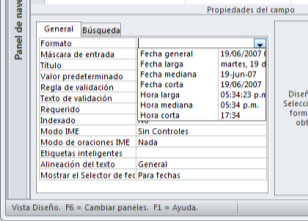 Propiedades del campo
Panel de nave
General Búsqueda
Formato
Máscara de entrada Fecha general 19/06/2007
Título Fecha larga martes, 19 d
Valor predeterminado Fecha mediana 19-jun-07
Regla de validación Fecha corta 19/06/2007
Texto de validación Hora larga 05:34:23 p.m
Requerido Hora mediana 05:34 p.m.
Indexado Hora corta 17:34
Modo IME Sin Controles
Modo de oraciones IME Nada
Etiquetas inteligentes
Alineación del texto General
Mostrar el Selector de fec Para fechas
Diseñ
Selecci
form
obt
Vista Diseño. F6 = Cambiar paneles. F1 = Ayuda.